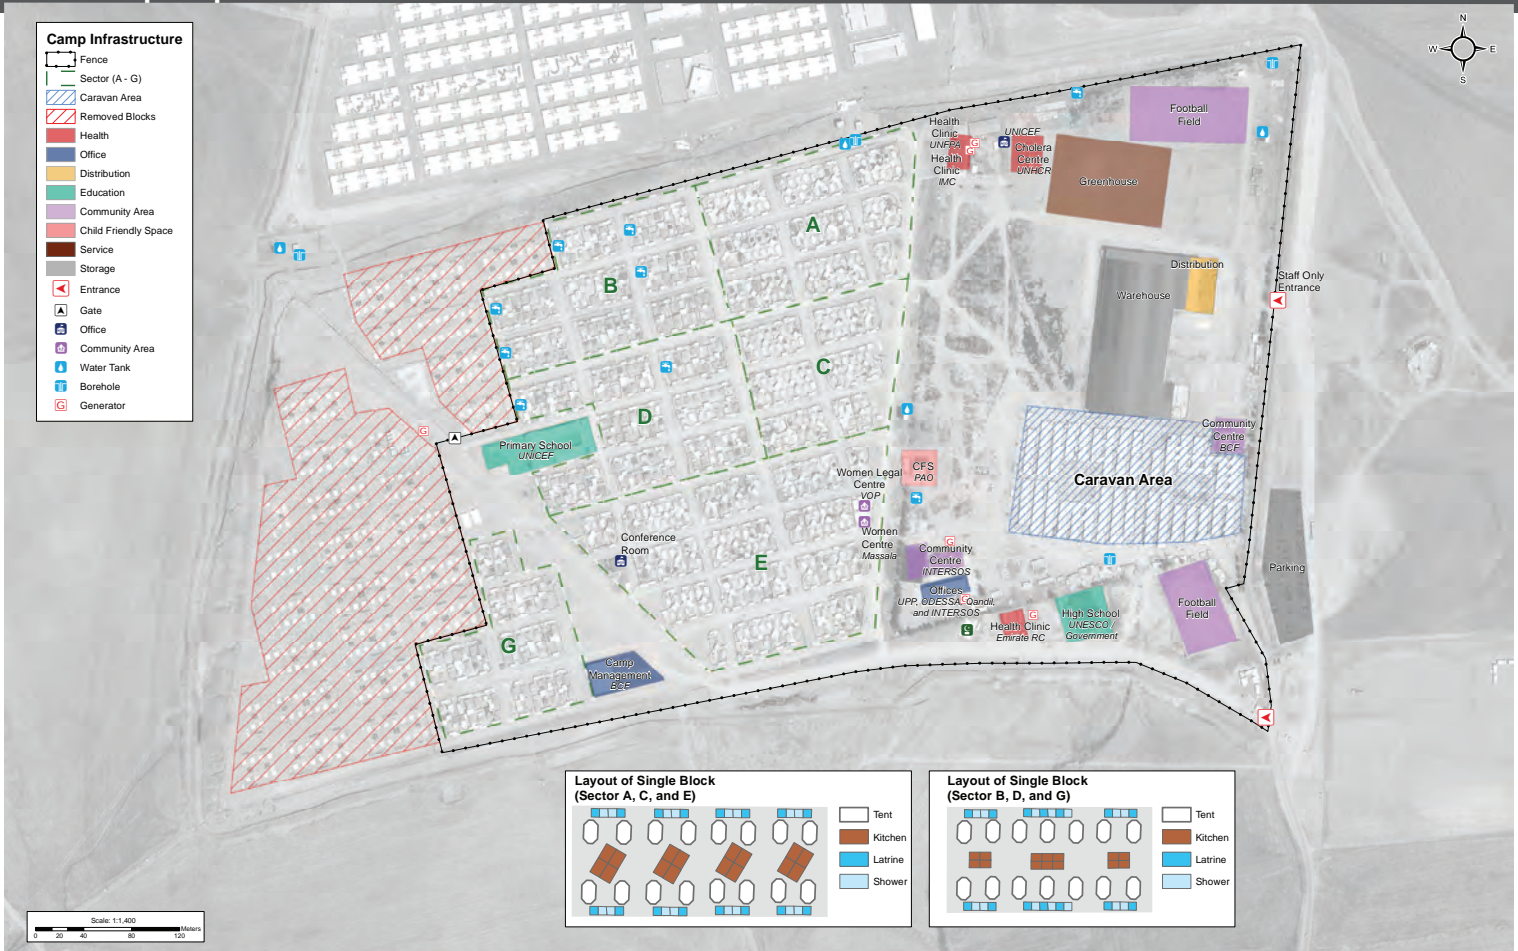 Camp Infrastructure
Fence
Sector (A - G)
Caravan Area
Removed Blocks
Health
Office
Distribution
Education
Community Area
Child Friendly Space
Service
Storage
Entrance
Gate
Office
Community Area
Water Tank
Borehole
G Generator
N
W E
S
Football
Field
Health
Clinic
UNFPA
Health
Clinic
IMC
G
G
UNICEF
Cholera
Centre
UNHCR
Greenhouse
A
B
Distribution
Warehouse
Staff Only
Entrance
C
D
G
Primary School
UNICEF
Community
Centre
BCF
Caravan Area
CFS
PAO
Women Legal
Centre
VOP
Women
Centre
Massala
Conference
Room
E
G
Community
Centre
INTERSOS
Offices
G
UPP, ODESSA, Qandil,
and INTERSOS
G
Health Clinic
Emirate RC
High School
UNESCO /
Government
Football
Field
Parking
G
Camp
Management
BCF
Layout of Single Block
(Sector A, C, and E)
Tent
Kitchen
Latrine
Shower
Layout of Single Block
(Sector B, D, and G)
Tent
Kitchen
Latrine
Shower
Scale: 1:1,400
Meters
0 20 40 80 120